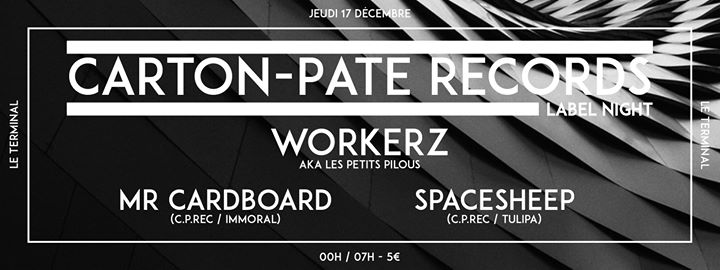 JEUDI 17 DÉCEMBRE
CARTON-PATE RECORDS
LABEL NIGHT
LE TERMINAL
LE TERMINAL
WORKERZ
AKA LES PETITS PILOUS
MR CARDBOARD
(C.P.REC / IMMORAL)
SPACESHEEP
(C.P.REC / TULIPA)
00H / 07H - 5€